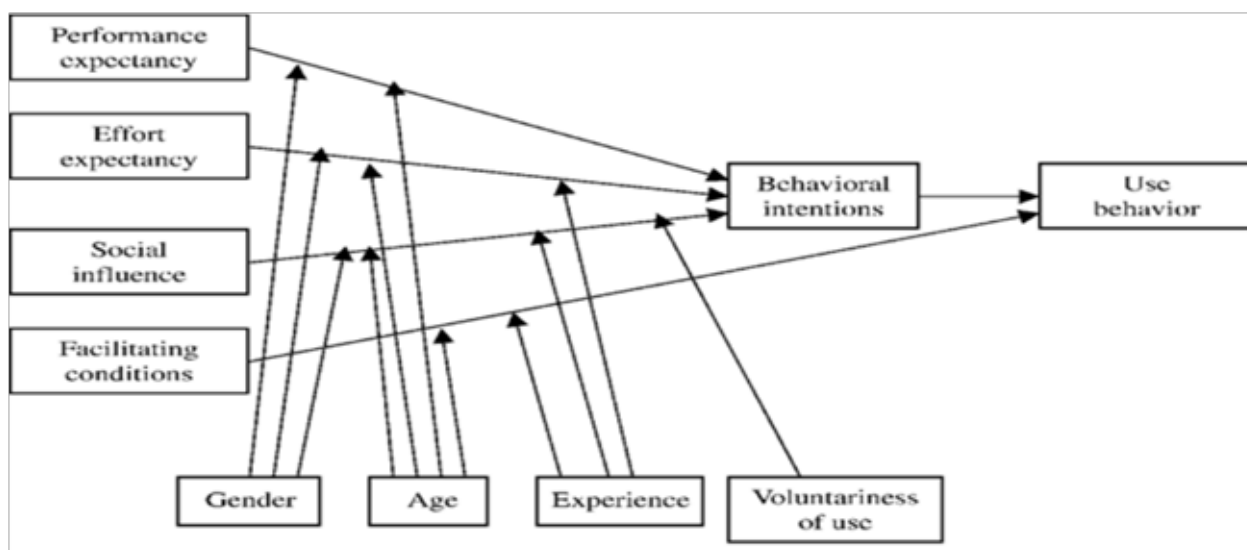 Performance
expectancy
Effort
expectancy
Social
influence
Facilitating
conditions
Behavioral
intentions
Use
behavior
Gender
Age
Experience
Voluntariness
of use